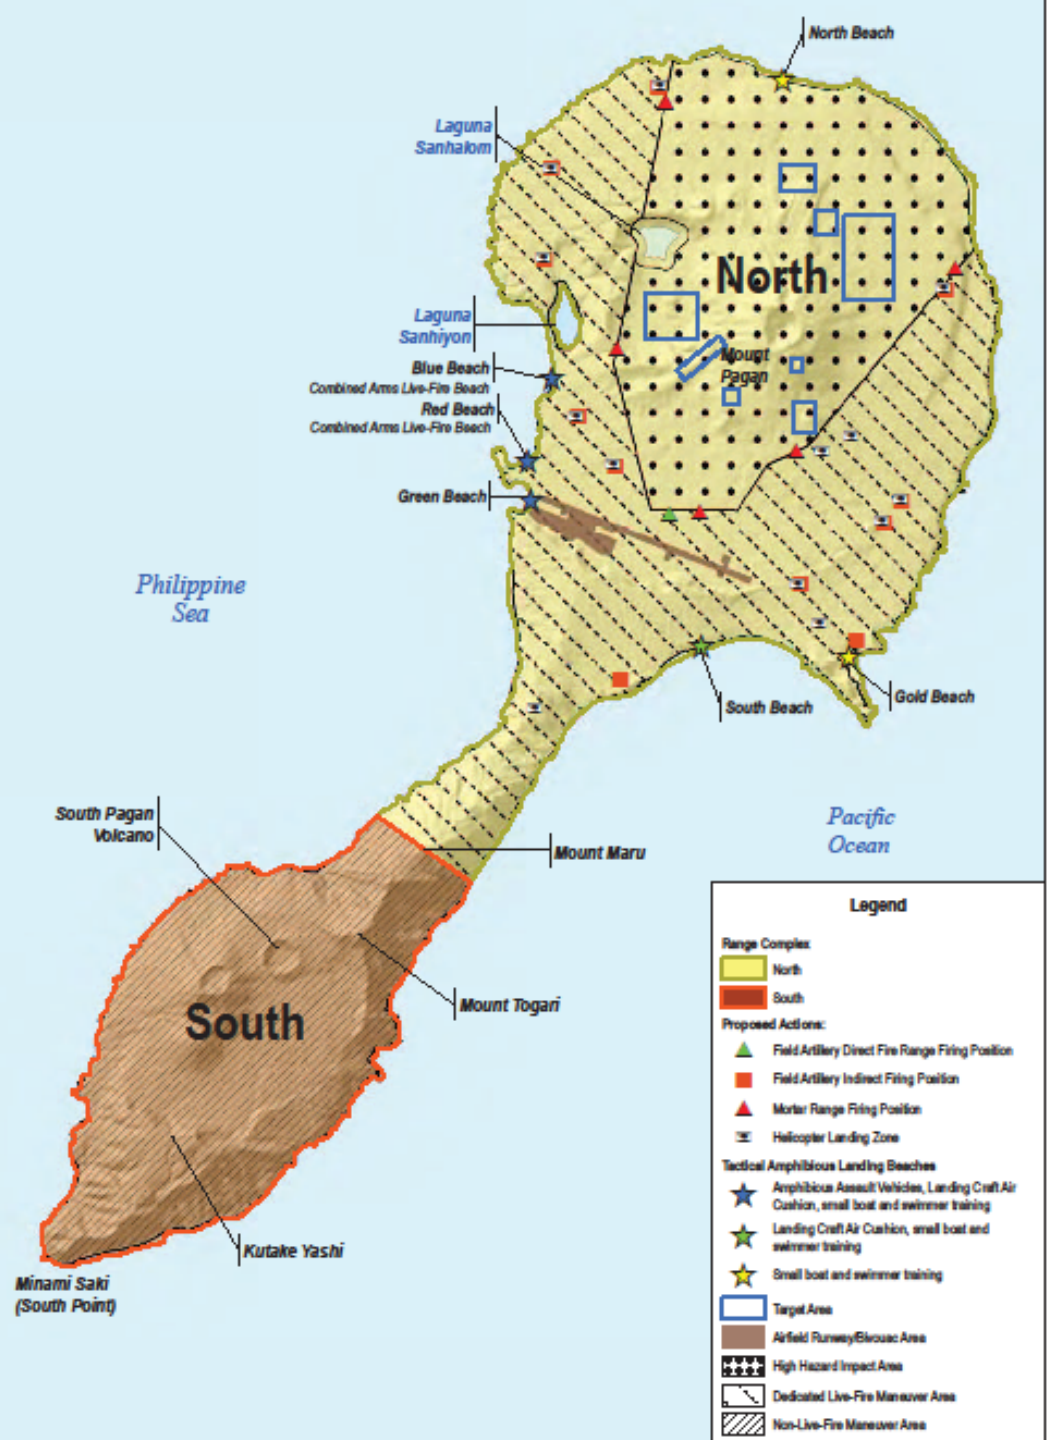 North Beach
Laguna
Sanhalom
North
Laguna
Sanhiyon
Blue Beach
Combined Arms Live-Fire Beach
Red Beach
Combined Arms Live-Fire Beach
Mount
Pagan
Green Beach
Philippine
Sea
Gold Beach
South Beach
South Pagan
Volcano
Pacific
Ocean
Mount Maru
Mount Togari
South
Kutake Yashi
Minami Saki
(South Point)
Legend
Range Complex
North
South
Proposed Actions:
Field Artillery Direct Fire Range Firing Position
Field Artillery Indirect Firing Position
Mortar Range Firing Position
Helicopter Landing Zone
Tactical Amphibious Landing Beaches
Amphibious Assault Vehicles, Landing Craft Air
Cushion, small boat and swimmer training
Landing Craft Air Cushion, small boat and
swimmer training
Small boat and swimmer training
Target Area
Airfield Runway/Bivouac Area
High Hazard Impact Area
Dedicated Live-Fire Maneuver Area
Non-Live-Fire Maneuver Area